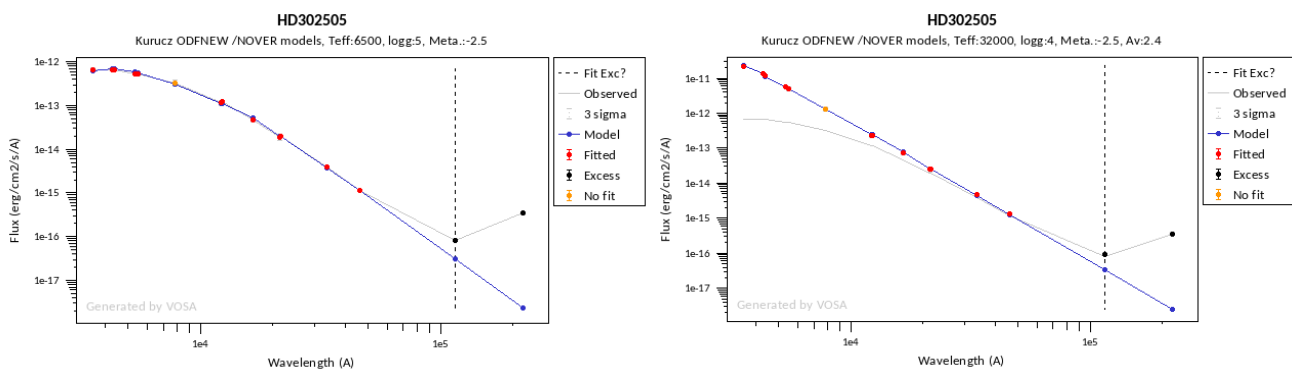 HD302505
Kurucz ODFNEW /NOVER models, Teff:6500, logg:5, Meta.:-2.5
Flux (erg/cm2/s/A)
1e-12
1e-13
1e-14
1e-15
1e-16
1e-17
Generated by VOSA
1e4
1e5
Wavelength (A)
Fit Exc?
Observed
3 sigma
Model
Fitted
Excess
No fit
HD302505
Kurucz ODFNEW /NOVER models, Teff:32000, logg:4, Meta.:-2.5, Av:2.4
Flux (erg/cm2/s/A)
1e-11
1e-12
1e-13
1e-14
1e-15
1e-16
1e-17
Generated by VOSA
1e4
1e5
Wavelength (A)
Fit Exc?
Observed
3 sigma
Model
Fitted
Excess
No fit